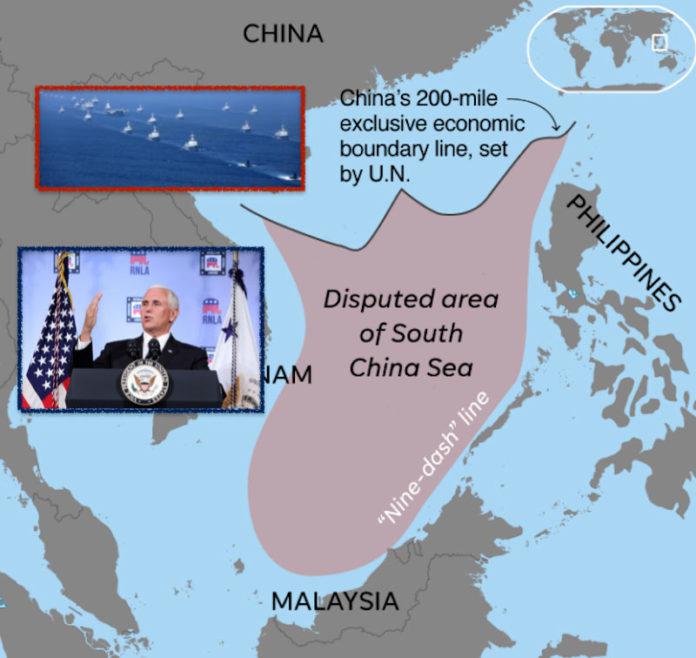 CHINA
China's 200-mile
exclusive economic
boundary line, set
by U.N.
PHILIPPINES
RNLA
RNLA
Disputed area
of South
China Sea
NAM
"Nine-dash" line
MALAYSIA